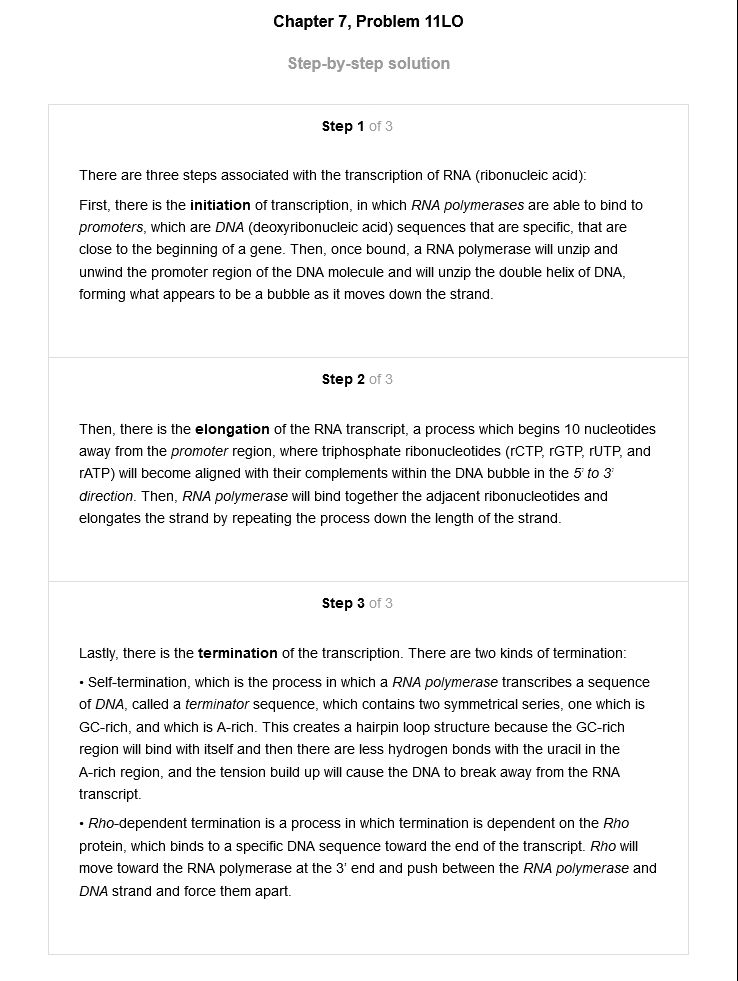 Chapter 7, Problem 11LO
Step-by-step solution
Step 1 of 3
There are three steps associated with the transcription of RNA (ribonucleic acid):
First, there is the initiation of transcription, in which RNA polymerases are able to bind to
promoters, which are DNA (deoxyribonucleic acid) sequences that are specific, that are
close to the beginning of a gene. Then, once bound, a RNA polymerase will unzip and
unwind the promoter region of the DNA molecule and will unzip the double helix of DNA,
forming what appears to be a bubble as it moves down the strand.
Step 2 of 3
Then, there is the elongation of the RNA transcript, a process which begins 10 nucleotides
away from the promoter region, where triphosphate ribonucleotides (rCTP, rGTP, rUTP, and
rATP) will become aligned with their complements within the DNA bubble in the 5' to 3'
direction. Then, RNA polymerase will bind together the adjacent ribonucleotides and
elongates the strand by repeating the process down the length of the strand.
Step 3 of 3
Lastly, there is the termination of the transcription. There are two kinds of termination:
• Self-termination, which is the process in which a RNA polymerase transcribes a sequence
of DNA, called a terminator sequence, which contains two symmetrical series, one which is
GC-rich, and which is A-rich. This creates a hairpin loop structure because the GC-rich
region will bind with itself and then there are less hydrogen bonds with the uracil in the
A-rich region, and the tension build up will cause the DNA to break away from the RNA
transcript.
• Rho-dependent termination is a process in which termination is dependent on the Rho
protein, which binds to a specific DNA sequence toward the end of the transcript. Rho will
move toward the RNA polymerase at the 3' end and push between the RNA polymerase and
DNA strand and force them apart.